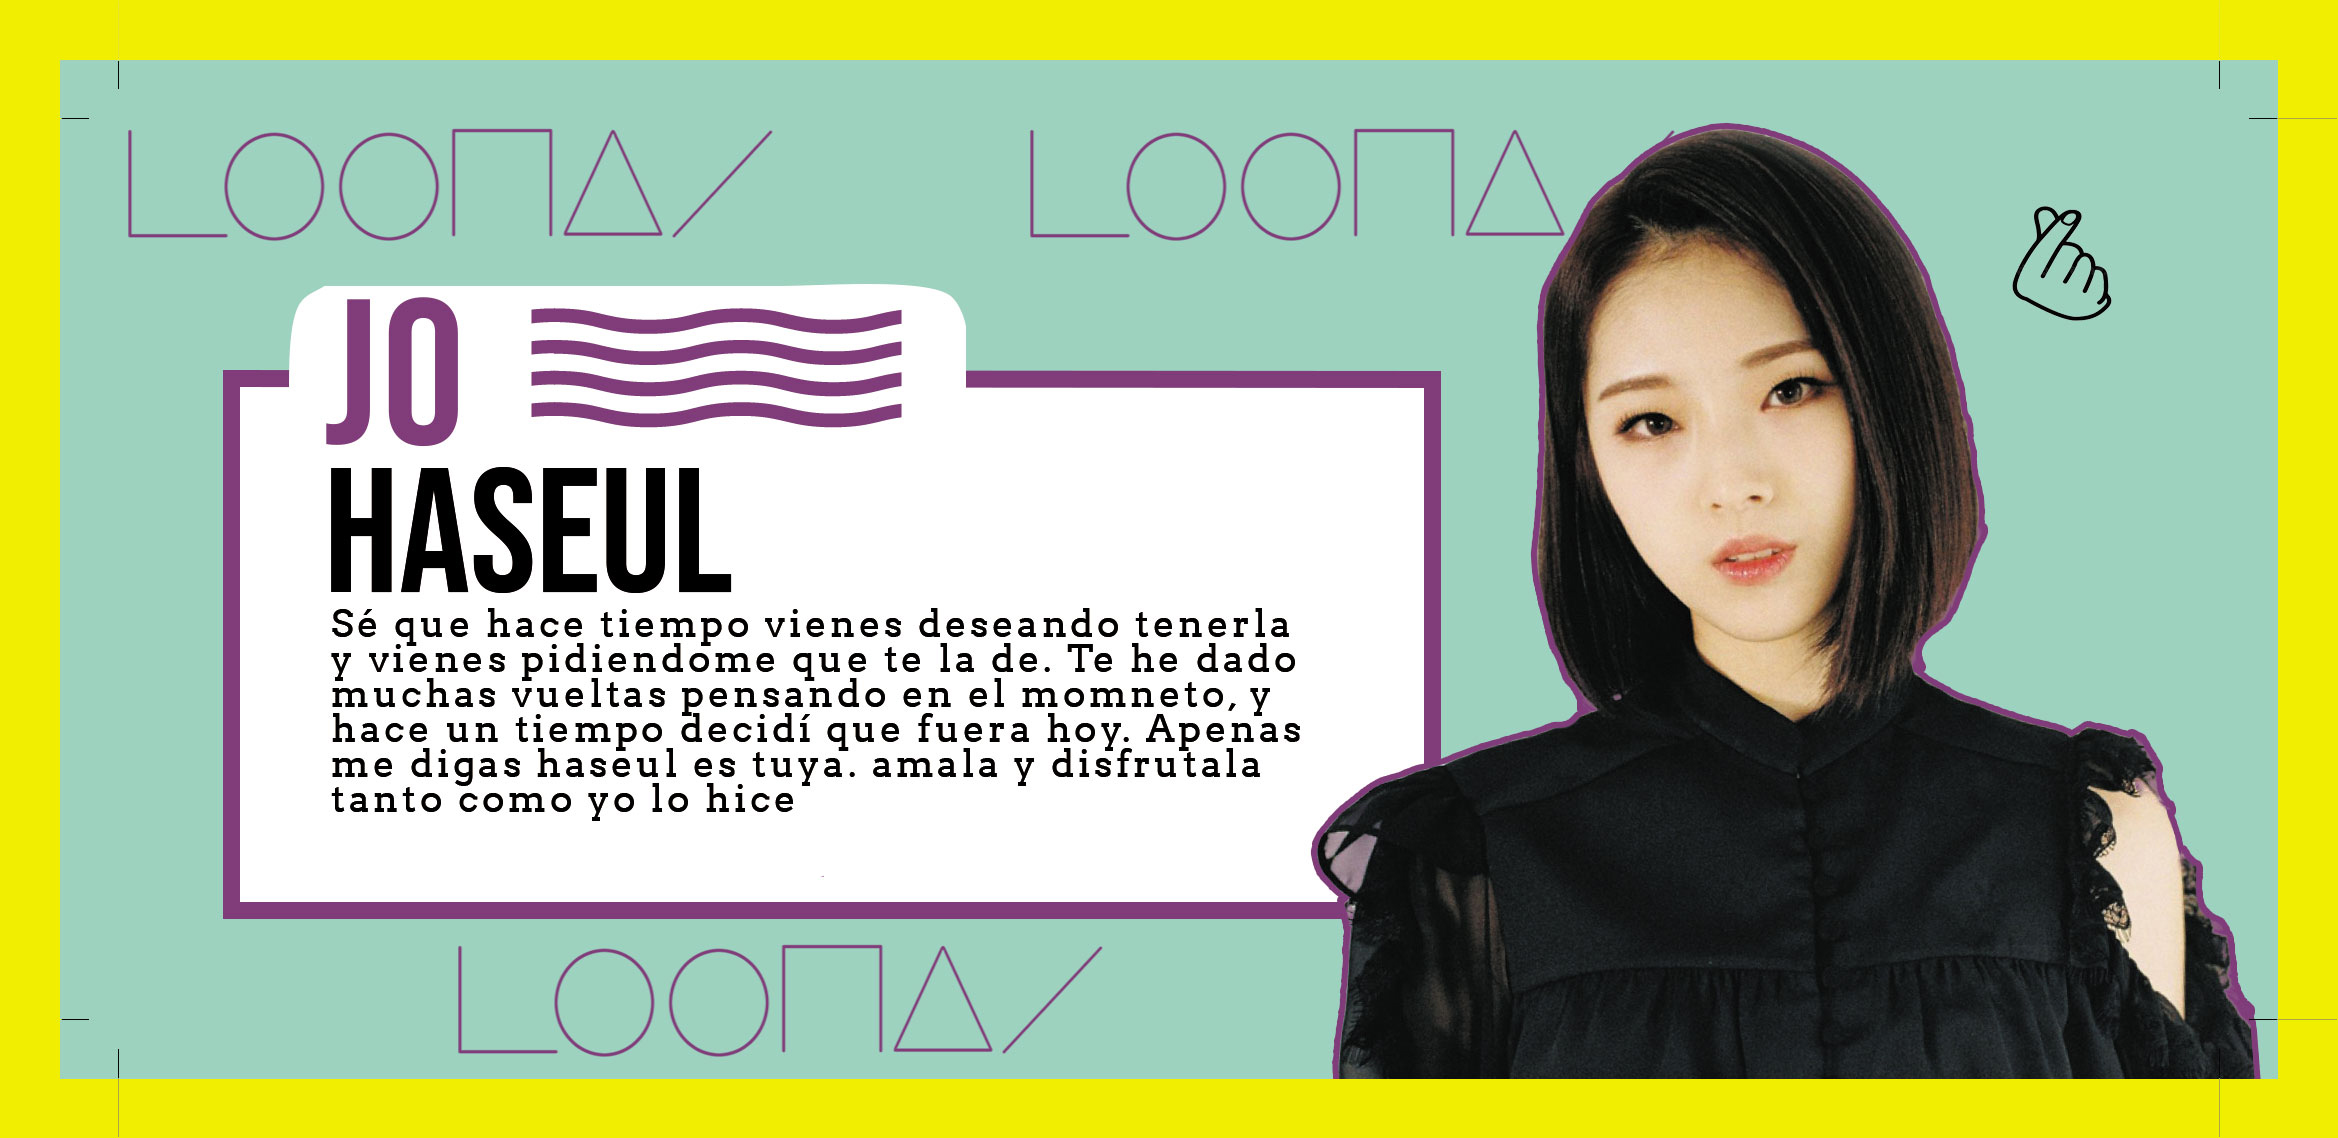 LOONA/
LOONA/
JO
HASEUL
Sé que hace tiempo vienes deseando tenerla
y vienes pidiendome que te la de. Te he dado
muchas vueltas pensando en el momneto, y
hace un tiempo decidí que fuera hoy. Apenas
me digas haseul es tuya. amala y disfrutala
tanto como yo lo hice
LOONA/